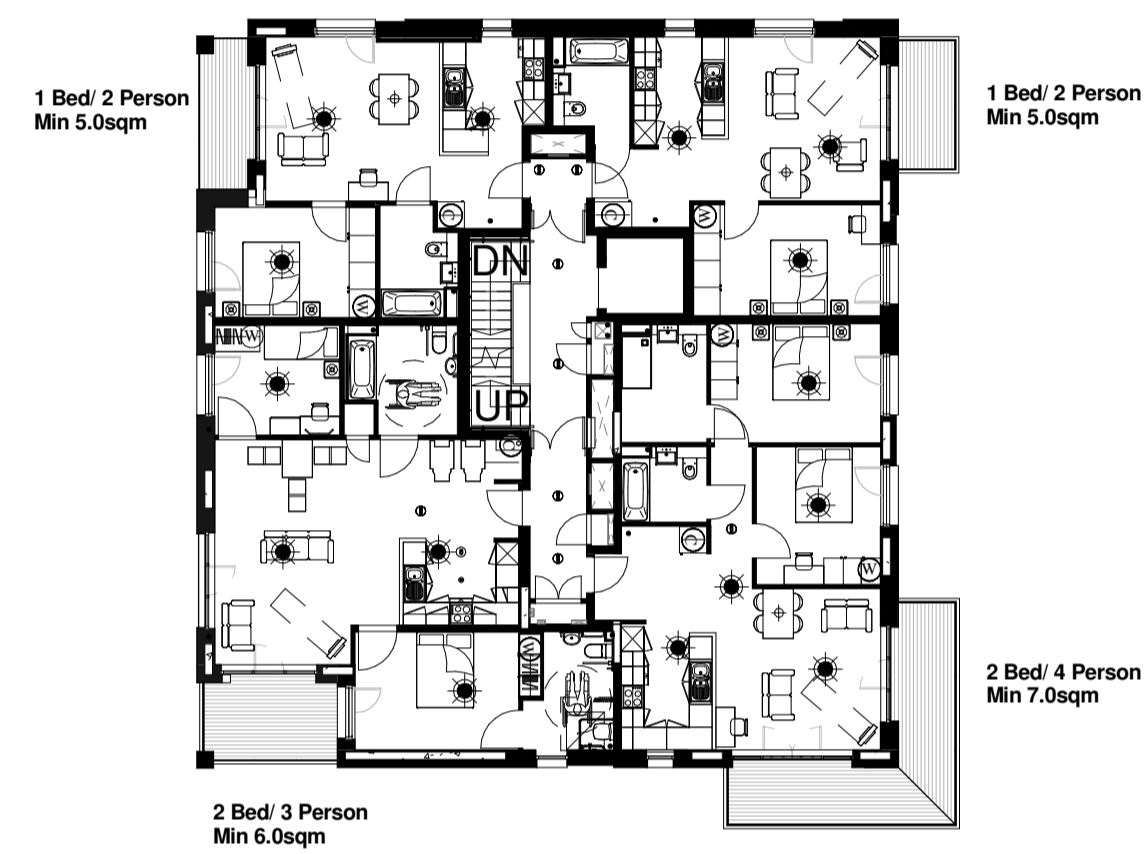 1 Bed/ 2 Person
Min 5.0sqm
1 Bed/ 2 Person
Min 5.0sqm
C
C
W
DN
W
W
W
UP
C
C
W
W
2 Bed/ 4 Person
Min 7.0sqm
2 Bed/ 3 Person
Min 6.0sqm